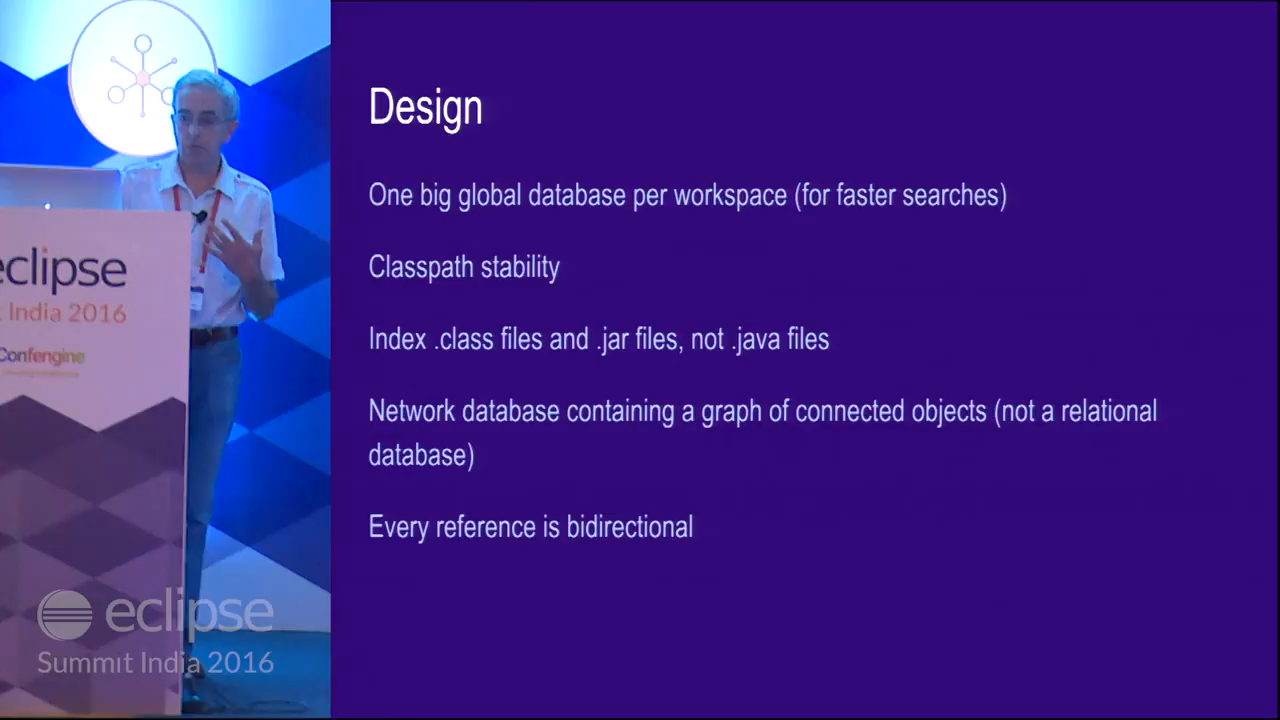 Design
One big global database per workspace (for faster searches)
Classpath stability
Index .class files and .jar files, not .java files
Network database containing a graph of connected objects (not a relational
database)
Every reference is bidirectional
eclipse
India 2016
Confengine
eclipse
Summit India 2016